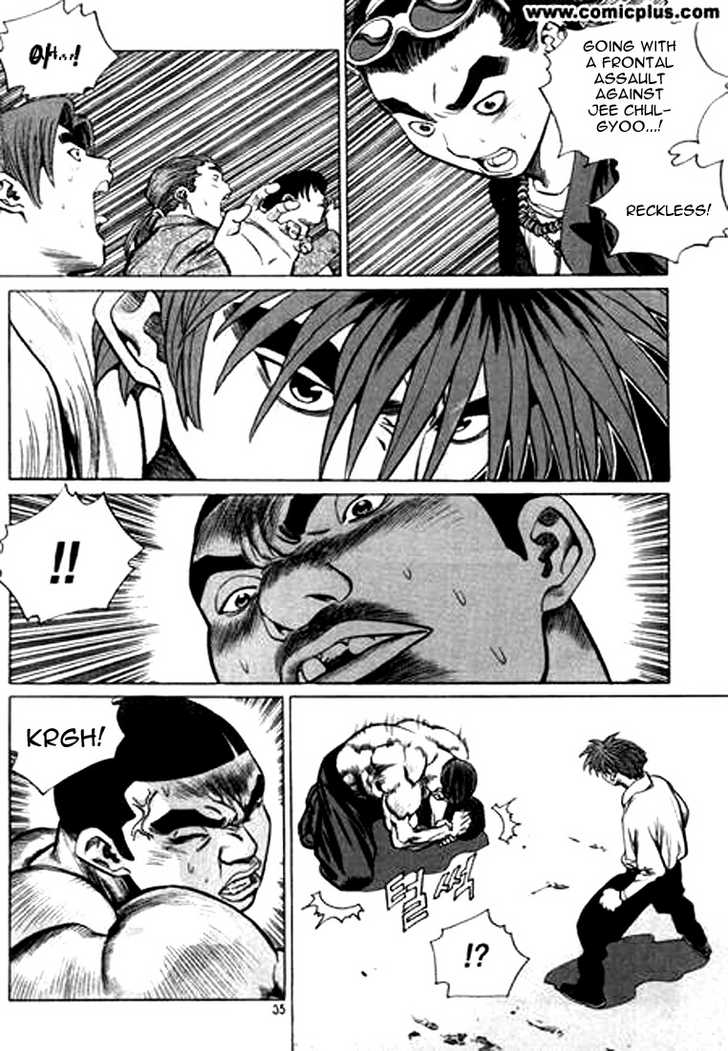 www.comicplus.com
아...!
GOING WITH
A FRONTAL
ASSAULT
AGAINST
JEE CHUL-
GYOO...!
RECKLESS!
!!
KRGH!
털썩
!?
35